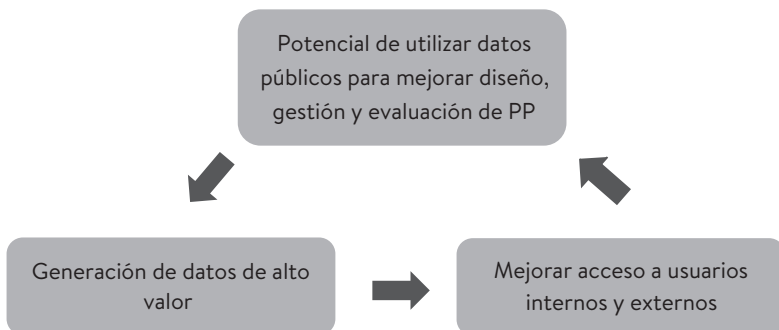 Potencial de utilizar datos
públicos para mejorar diseño,
gestión y evaluación de PP
Generación de datos de alto
valor
Mejorar acceso a usuarios
internos y externos